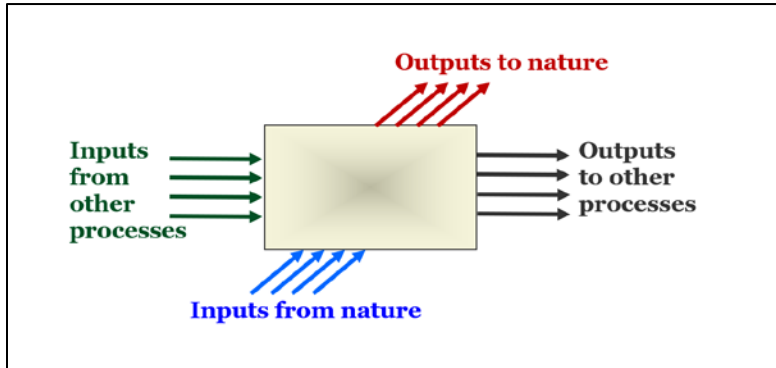 Outputs to nature
Inputs
from
other
processes
Outputs
to other
processes
Inputs from nature